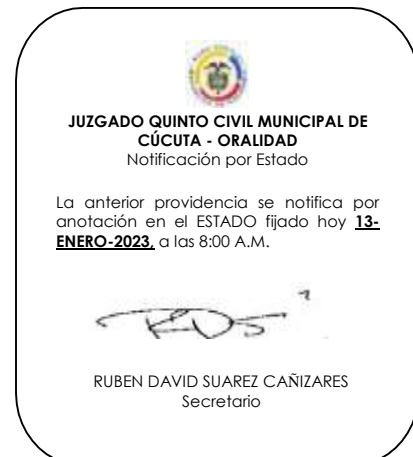 JUZGADO QUINTO CIVIL MUNICIPAL DE
CÚCUTA - ORALIDAD
Notificación por Estado
La anterior providencia se notifica por
anotación en el ESTADO fijado hoy 13-
ENERO-2023, a las 8:00 A.M.
RUBEN DAVID SUAREZ CAÑIZARES
Secretario